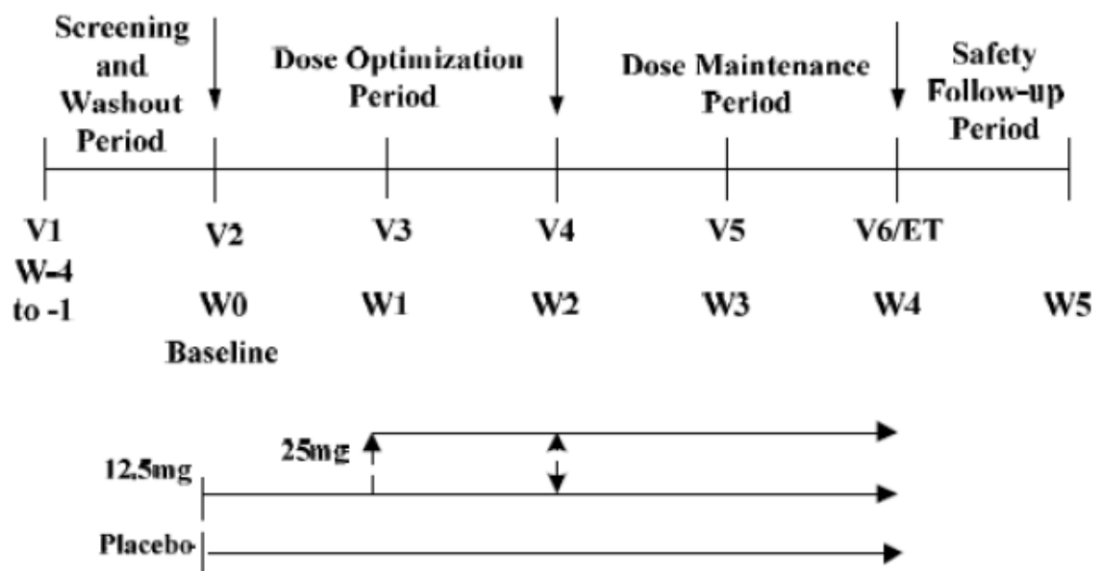 Screening
and
Washout
Period
Dose Optimization
Period
Dose Maintenance
Period
Safety
Follow-up
Period
V1
V2
V3
V4
V5
V6/ET
W-4
to -1
W0
W1
W2
W3
W4
W5
Baseline
25mg
12.5mg
Placebo